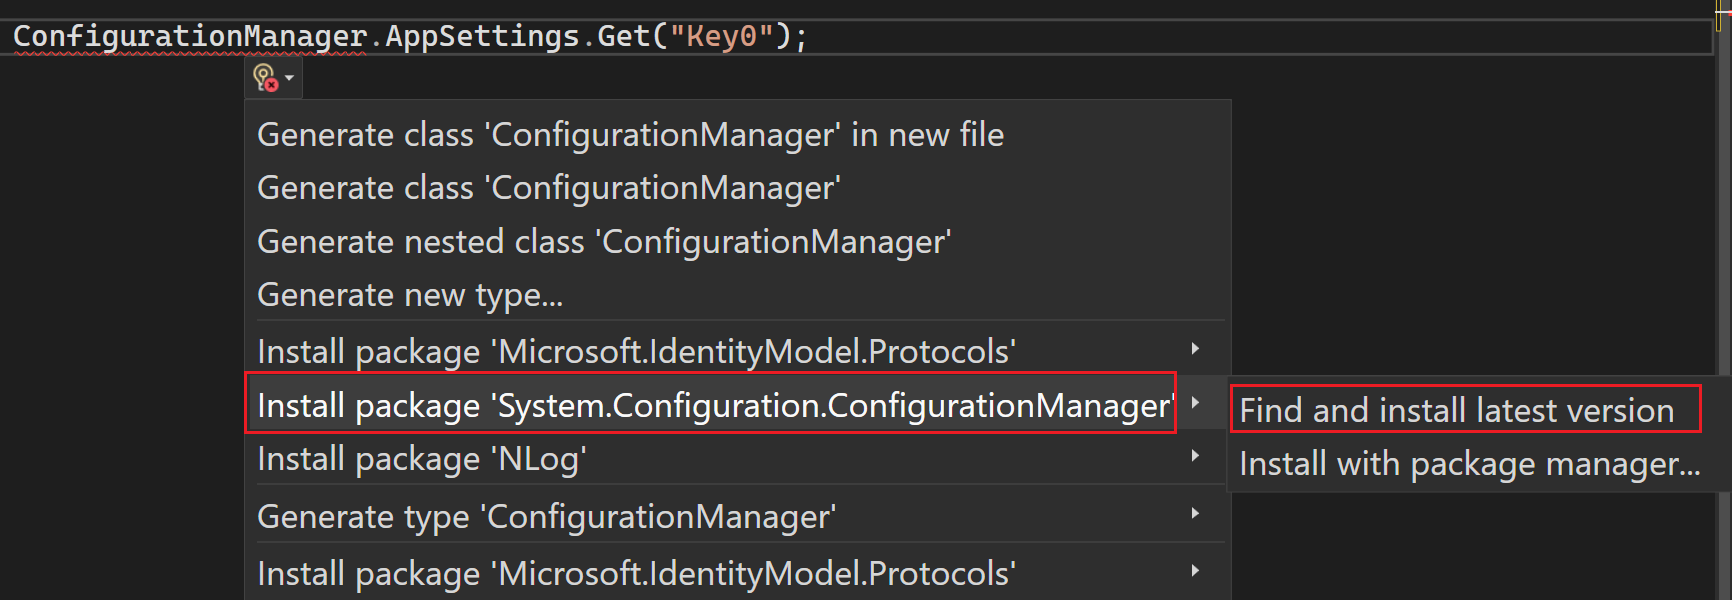 ConfigurationManager.AppSettings.Get("Key0");
Generate class 'ConfigurationManager' in new file
Generate class 'ConfigurationManager'
Generate nested class 'ConfigurationManager'
Generate new type...
Install package 'Microsoft.IdentityModel.Protocols'
Install package 'System.Configuration.ConfigurationManager'
Find and install latest version
Install package 'NLog'
Install with package manager...
Generate type 'ConfigurationManager'
Install package 'Microsoft.IdentityModel.Protocols'